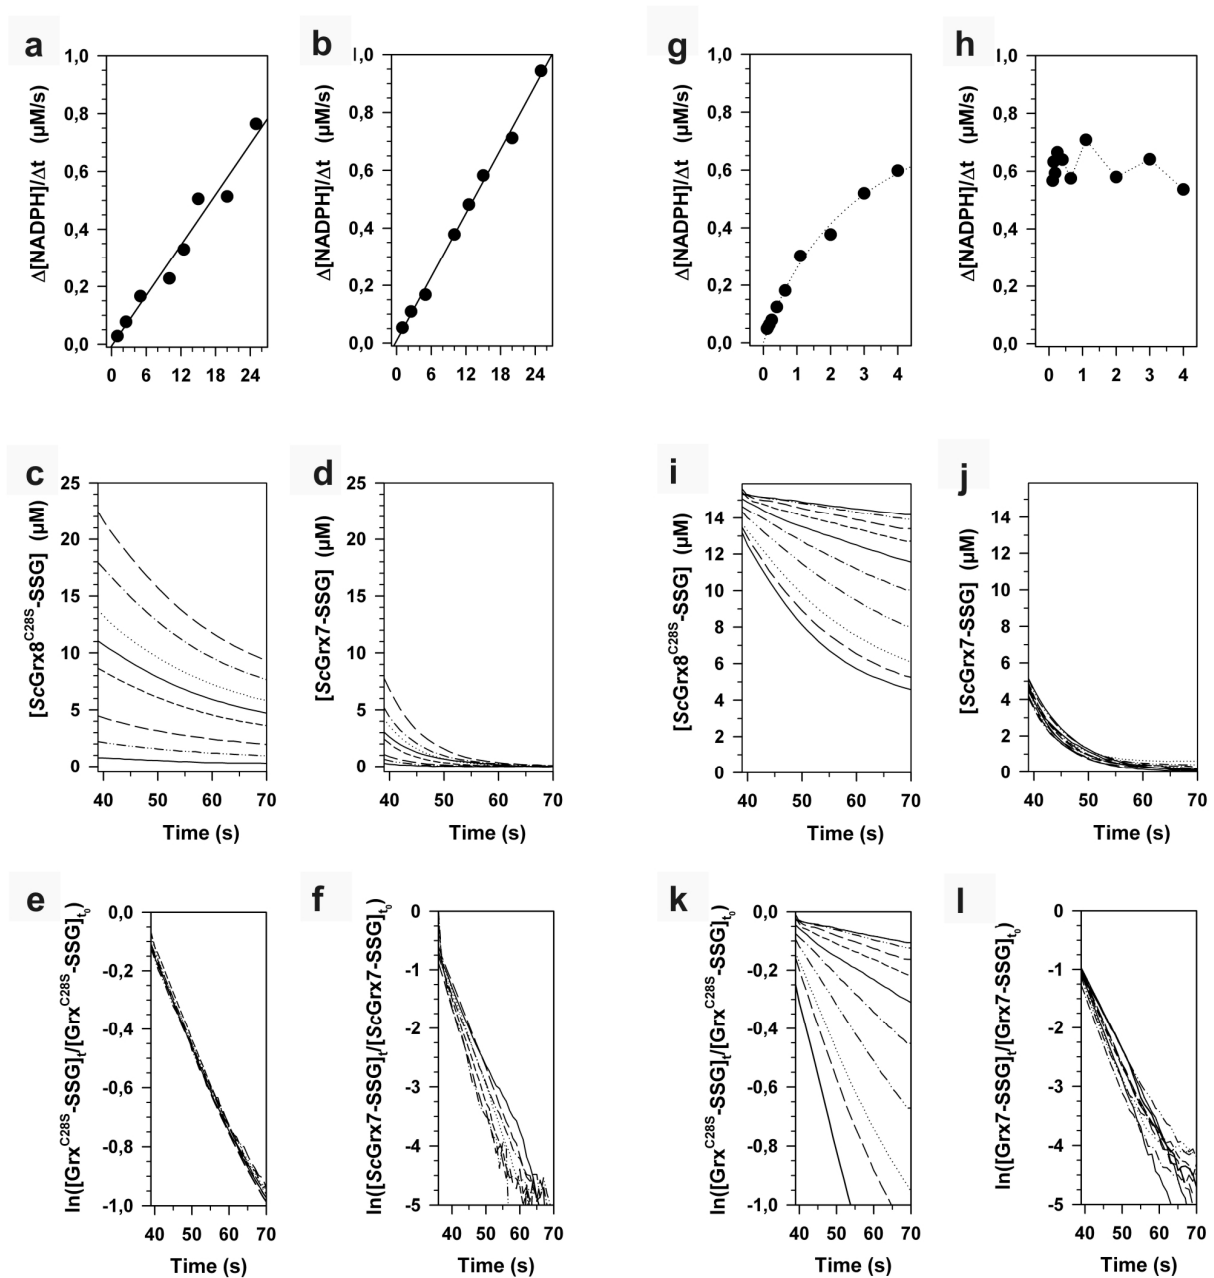 a
Δ[NADPH]/Δt (µM/s)
1,0
0,8
0,6
0,4
0,2
0,0
0 6 12 18 24
b
Δ[NADPH]/Δt (µM/s)
1,0
0,8
0,6
0,4
0,2
0,0
0 6 12 18 24
g
Δ[NADPH]/Δt (µM/s)
1,0
0,8
0,6
0,4
0,2
0,0
0 1 2 3 4
h
Δ[NADPH]/Δt (µM/s)
1,0
0,8
0,6
0,4
0,2
0,0
0 1 2 3 4
c
[ScGrx8C28S-SSG] (µM)
25
20
15
10
5
0
40 50 60 70
Time (s)
d
[ScGrx7-SSG] (µM)
25
20
15
10
5
0
40 50 60 70
Time (s)
i
[ScGrx8C28S-SSG] (µM)
14
12
10
8
6
4
2
0
40 50 60 70
Time (s)
j
[ScGrx7-SSG] (µM)
14
12
10
8
6
4
2
0
40 50 60 70
Time (s)
e
ln([GrxC28S-SSG]t/[GrxC28S-SSG]t0)
0,0
-0,2
-0,4
-0,6
-0,8
-1,0
40 50 60 70
Time (s)
f
ln([ScGrx7-SSG]t/[ScGrx7-SSG]t0)
0
-1
-2
-3
-4
-5
40 50 60 70
Time (s)
k
ln([GrxC28S-SSG]t/[GrxC28S-SSG]t0)
0,0
-0,2
-0,4
-0,6
-0,8
-1,0
40 50 60 70
Time (s)
l
ln([Grx7-SSG]t/[Grx7-SSG]t0)
0
-1
-2
-3
-4
-5
40 50 60 70
Time (s)